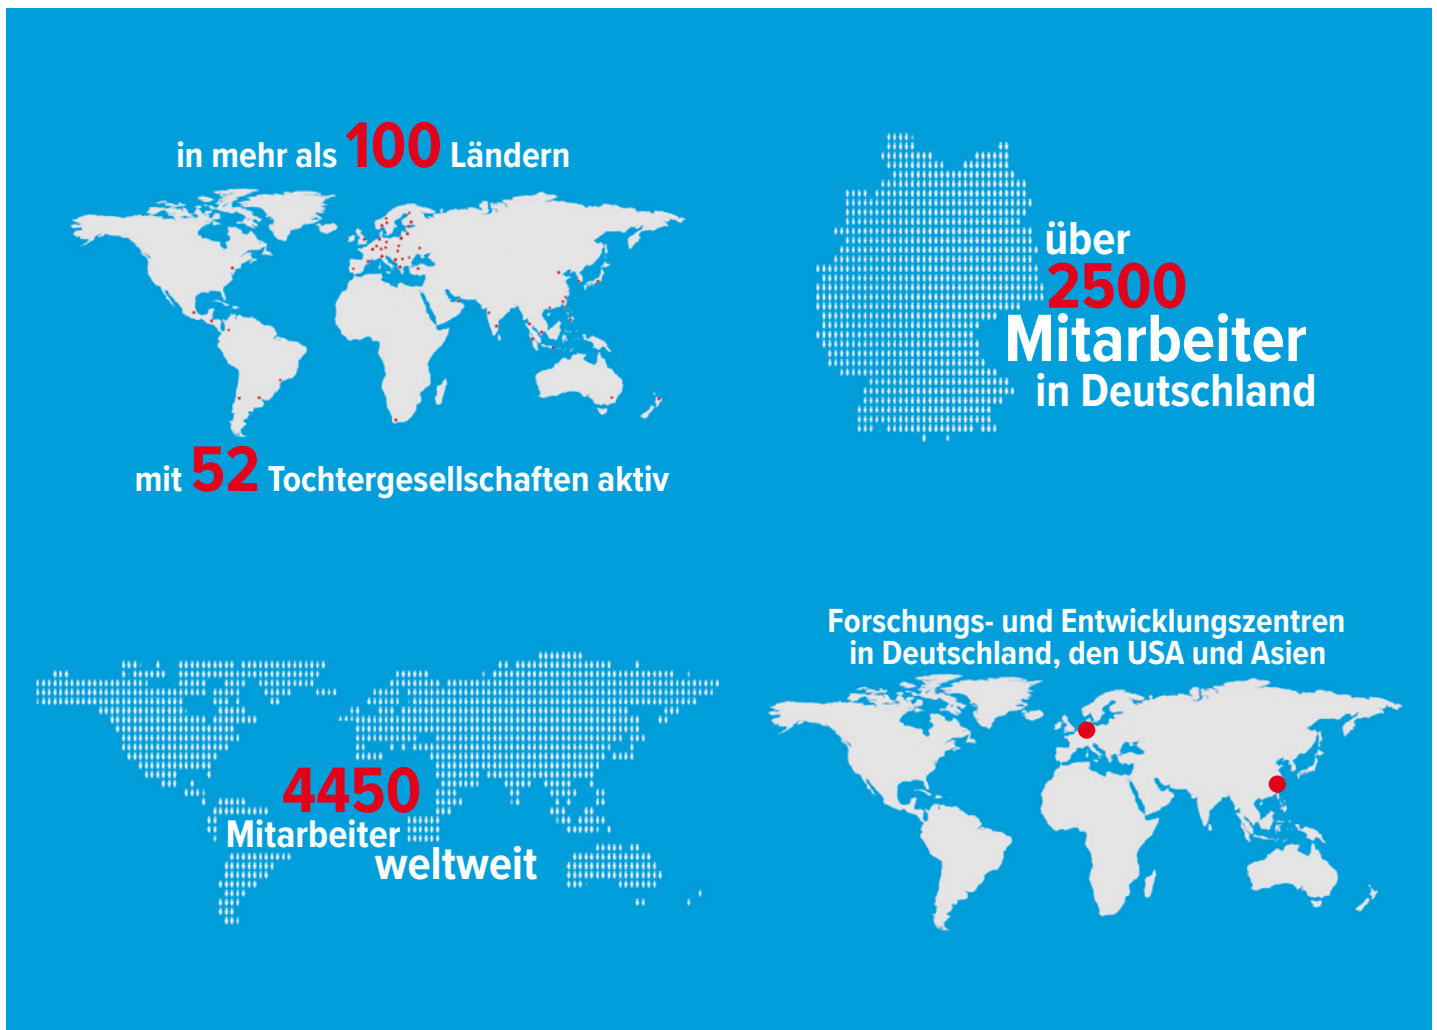 in mehr als 100 Ländern
mit 52 Tochtergesellschaften aktiv
über
2500
Mitarbeiter
in Deutschland
4450
Mitarbeiter
weltweit
Forschungs- und Entwicklungszentren
in Deutschland, den USA und Asien